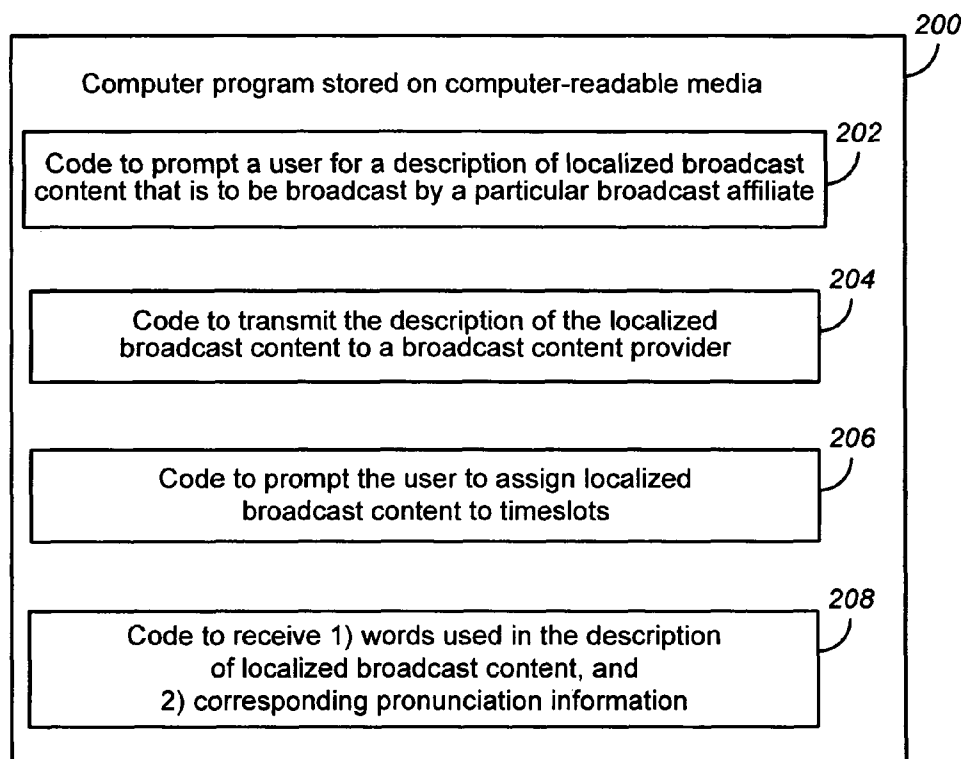 200
Computer program stored on computer-readable media
202
Code to prompt a user for a description of localized broadcast
content that is to be broadcast by a particular broadcast affiliate
204
Code to transmit the description of the localized
broadcast content to a broadcast content provider
206
Code to prompt the user to assign localized
broadcast content to timeslots
208
Code to receive 1) words used in the description
of localized broadcast content, and
2) corresponding pronunciation information